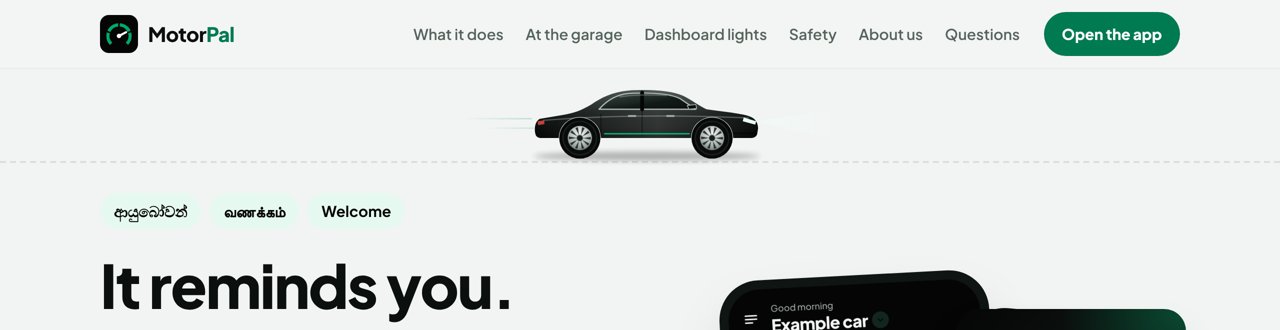 MotorPal
What it does
At the garage
Dashboard lights
Safety
About us
Questions
Open the app
ආයුබෝවන්
வணக்கம்
Welcome
It reminds you.
Good morning
Example car